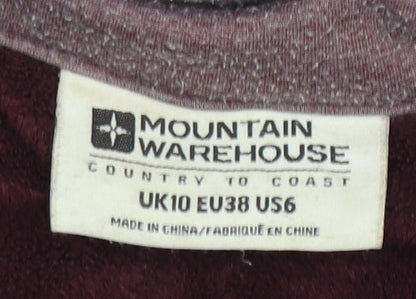 MOUNTAIN
WAREHOUSE
COUNTRY TO COAST
UK10 EU38 US6
MADE IN CHINA/FABRIQUÉ EN CHINE